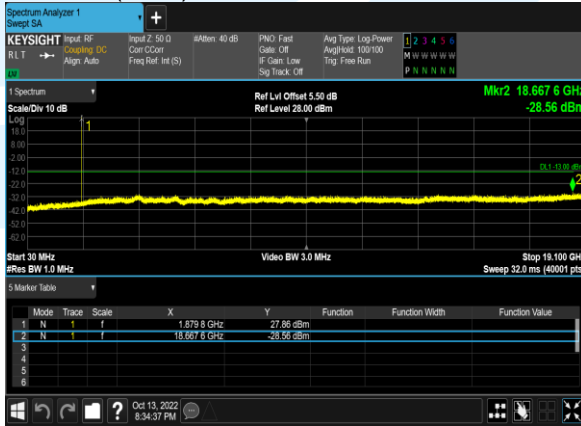 Spectrum Analyzer 1
Swept SA
+
KEYSIGHT Input: RF Input Z: 50 Ω #Atten: 40 dB PNO: Fast Avg Type: Log-Power 1 2 3 4 5 6
RLT Coupling: DC Corr CCorr Gate: Off Avg|Hold: 100/100 M W W W W W
Align: Auto Freq Ref: Int (S) IF Gain: Low Trig: Free Run
Sig Track: Off P N N N N N
1 Spectrum Ref Lvl Offset 5.50 dB Mkr2 18.667 6 GHz
Scale/Div 10 dB Ref Level 28.00 dBm -28.56 dBm
Log
18.0
8.00
-2.00
-12.0
-22.0
-32.0
-42.0
-52.0
-62.0
1
DL1 -13.00 dBm
2
Start 30 MHz Video BW 3.0 MHz Stop 19.100 GHz
#Res BW 1.0 MHz Sweep 32.0 ms (40001 pts)
5 Marker Table
Mode Trace Scale X Y Function Function Width Function Value
1 N 1 f 1.879 8 GHz 27.86 dBm
2 N 1 f 18.667 6 GHz -28.56 dBm
3
4
5
6
? Oct 13, 2022
8:34:37 PM